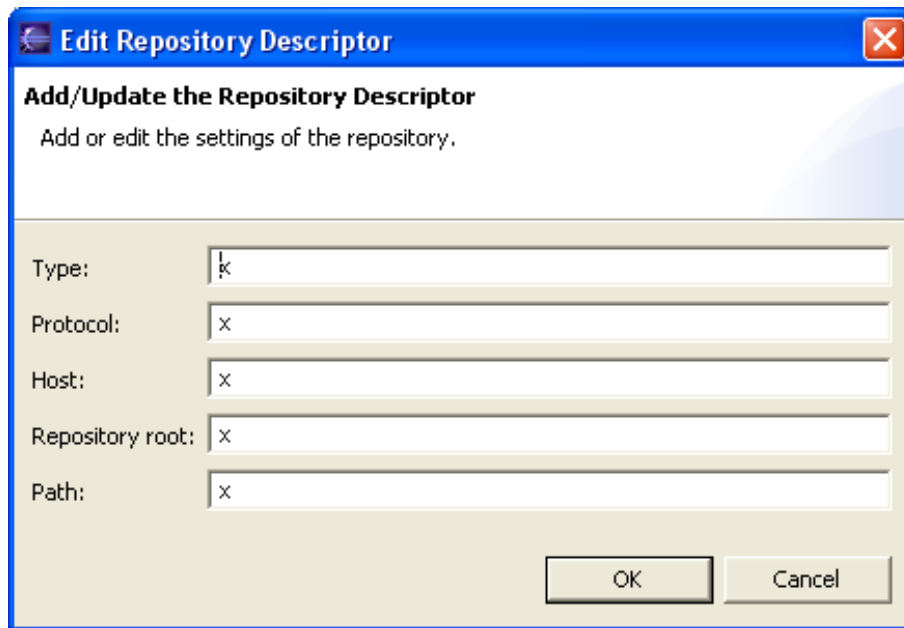 Edit Repository Descriptor
Add/Update the Repository Descriptor
Add or edit the settings of the repository.
Type: x
Protocol: x
Host: x
Repository root: x
Path: x
OK Cancel